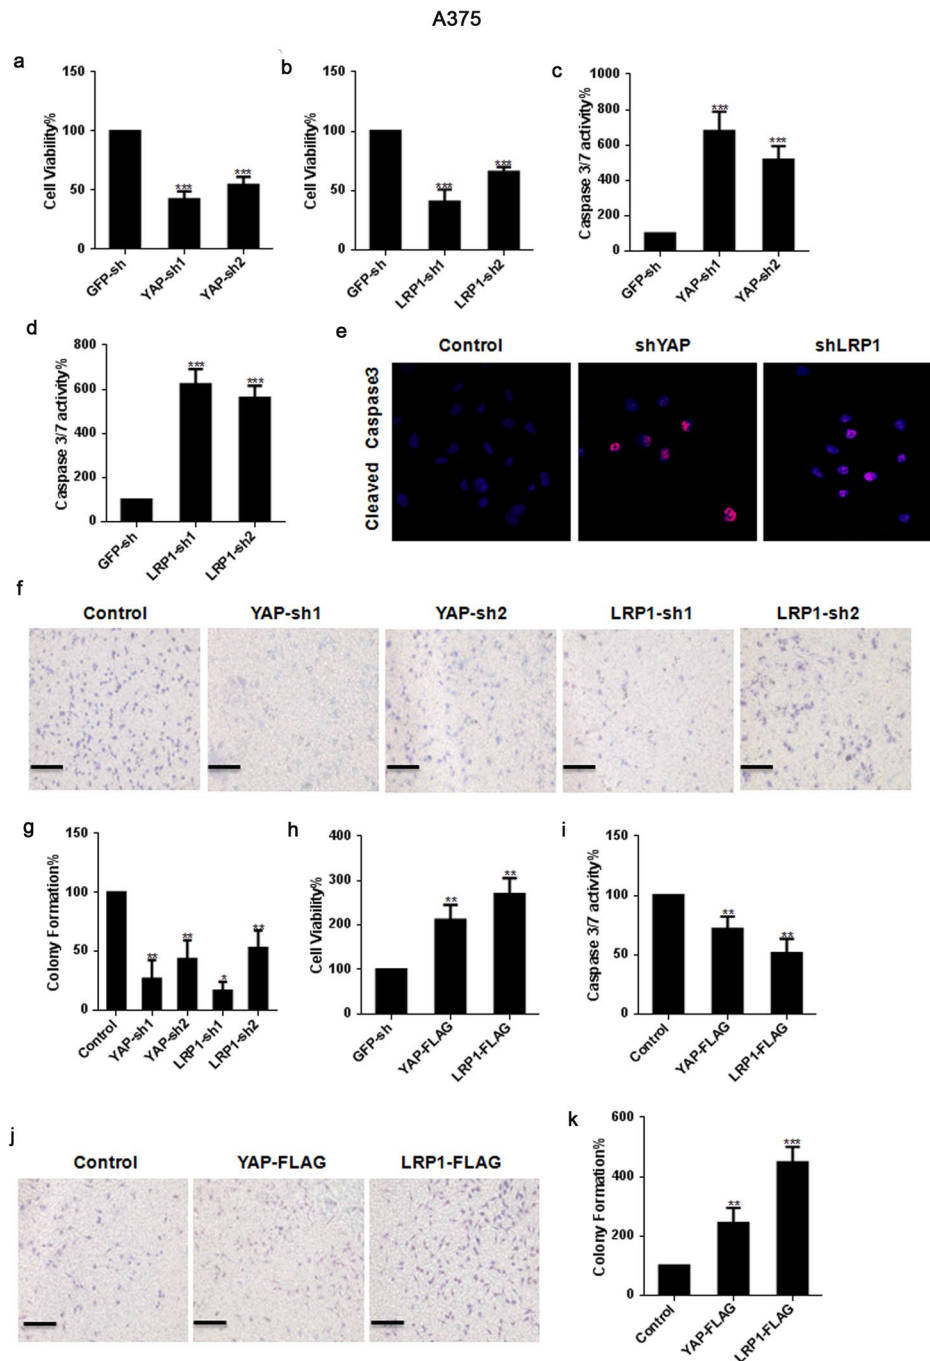 A375
a
Cell Viability%
150
100
50
0
GFP-sh
YAP-sh1
YAP-sh2
***
***
b
Cell Viability%
150
100
50
0
GFP-sh
LRP1-sh1
LRP1-sh2
***
***
c
Caspase 3/7 activity%
1000
800
600
400
200
0
GFP-sh
YAP-sh1
YAP-sh2
***
***
d
Caspase 3/7 activity%
800
600
400
200
0
GFP-sh
LRP1-sh1
LRP1-sh2
***
***
e
Control
shYAP
shLRP1
Cleaved Caspase3
f
Control
YAP-sh1
YAP-sh2
LRP1-sh1
LRP1-sh2
g
Colony Formation%
150
100
50
0
Control
YAP-sh1
YAP-sh2
LRP1-sh1
LRP1-sh2
**
**
*
**
h
Cell Viability%
400
300
200
100
0
GFP-sh
YAP-FLAG
LRP1-FLAG
**
**
i
Caspase 3/7 activity%
150
100
50
0
Control
YAP-FLAG
LRP1-FLAG
**
**
j
Control
YAP-FLAG
LRP1-FLAG
k
Colony Formation%
600
400
200
0
Control
YAP-FLAG
LRP1-FLAG
**
***